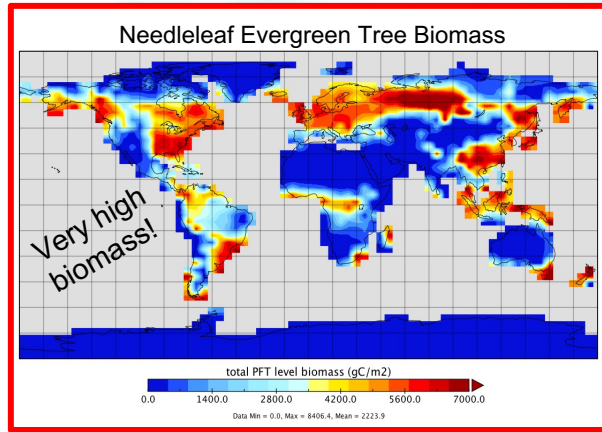 Needleleaf Evergreen Tree Biomass
Very high
biomass!
total PFT level biomass (gC/m2)
0.0 1400.0 2800.0 4200.0 5600.0 7000.0
Data Min = 0.0, Max = 8406.4, Mean = 2223.9